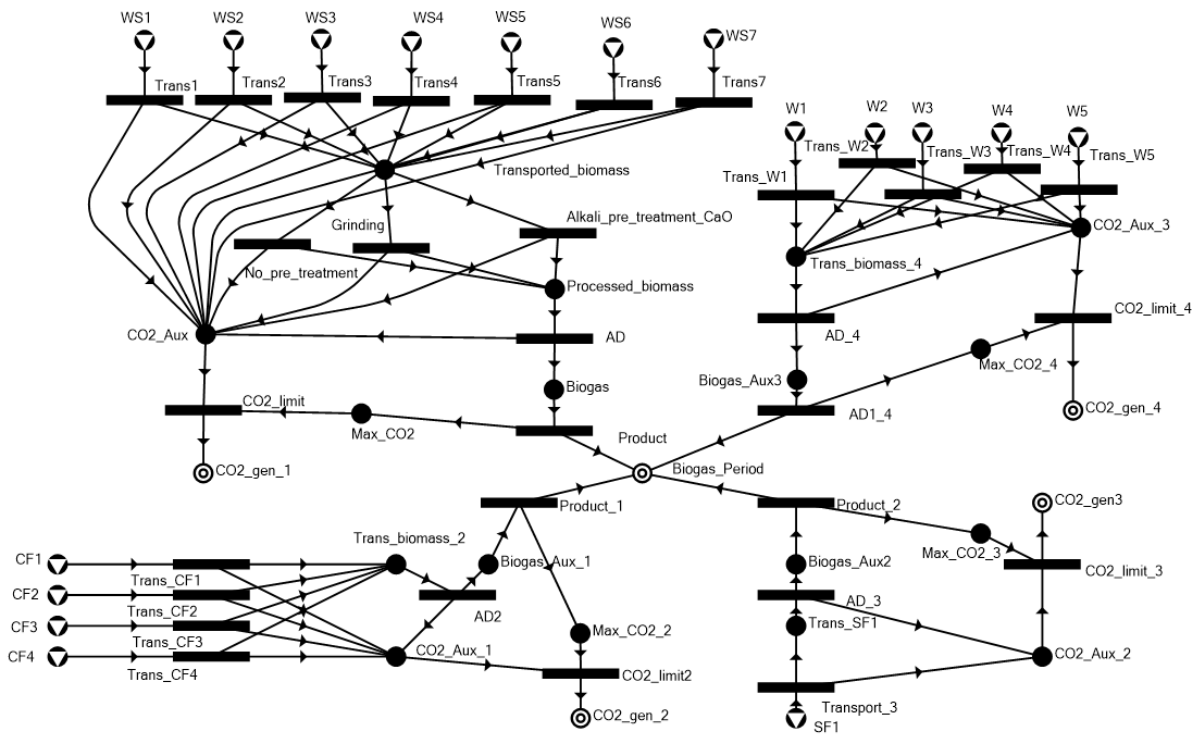 WS1
WS2
WS3
WS4
WS5
WS6
WS7
Trans1
Trans2
Trans3
Trans4
Trans5
Trans6
Trans7
Transported_biomass
Grinding
Alkali_pre_treatment_CaO
No_pre_treatment
Processed_biomass
CO2_Aux
AD
Biogas
CO2_limit
Max_CO2
Product
CO2_gen_1
Biogas_Period
W1
W2
W3
W4
W5
Trans_W2
Trans_W3
Trans_W4
Trans_W5
Trans_W1
CO2_Aux_3
Trans_biomass_4
CO2_limit_4
AD_4
Max_CO2_4
Biogas_Aux3
AD1_4
CO2_gen_4
Product_1
Trans_biomass_2
CF1
Biogas_Aux_1
Trans_CF1
CF2
AD2
Trans_CF2
CF3
Max_CO2_2
Trans_CF3
CF4
CO2_Aux_1
Trans_CF4
CO2_limit2
CO2_gen_2
Product_2
CO2_gen3
Max_CO2_3
Biogas_Aux2
CO2_limit_3
AD_3
Trans_SF1
CO2_Aux_2
Transport_3
SF1